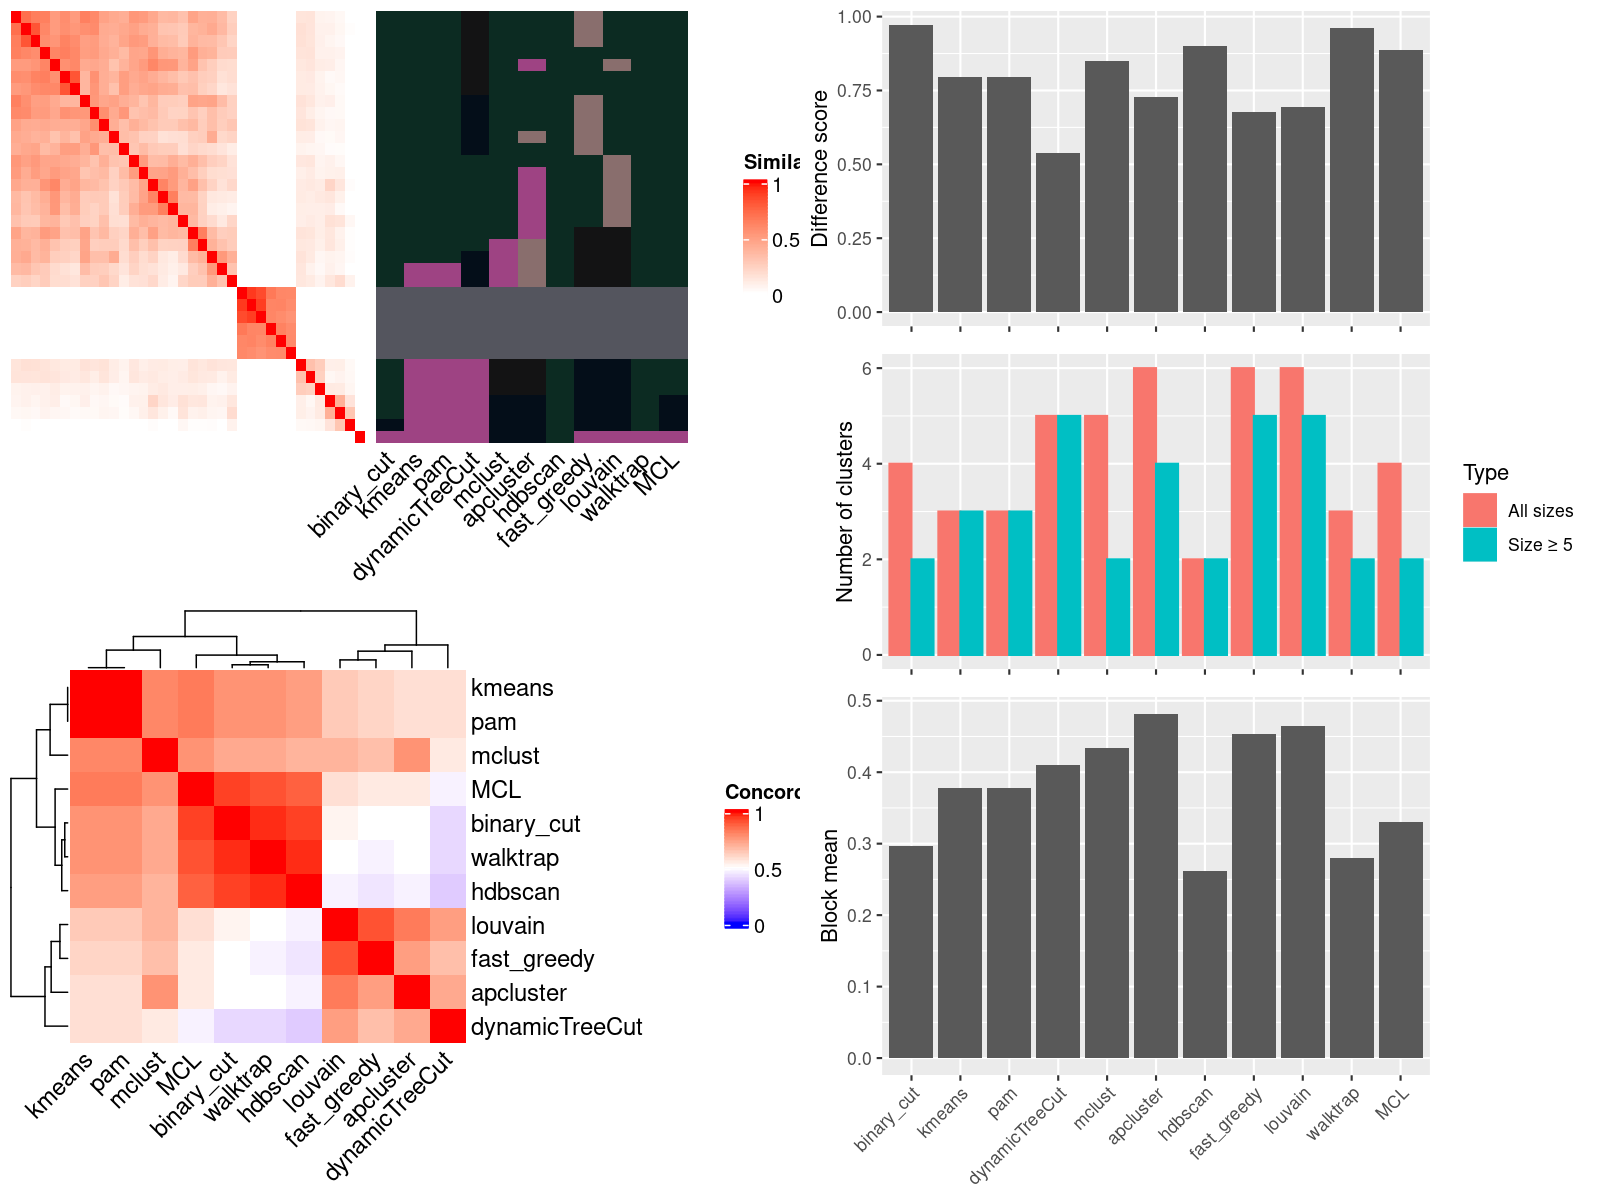 Simila
1
0.5
0
binary_cut
kmeans
pam
dynamicTreeCut
mclust
apcluster
hdbscan
fast_greedy
louvain
walktrap
MCL
Difference score
1.00
0.75
0.50
0.25
0.00
Number of clusters
6
4
2
0
Type
All sizes
Size ≥ 5
kmeans
pam
mclust
MCL
binary_cut
walktrap
hdbscan
louvain
fast_greedy
apcluster
dynamicTreeCut
kmeans
pam
mclust
MCL
binary_cut
walktrap
hdbscan
louvain
fast_greedy
apcluster
dynamicTreeCut
Concord
1
0.5
0
Block mean
0.5
0.4
0.3
0.2
0.1
0.0
binary_cut
kmeans
pam
dynamicTreeCut
mclust
apcluster
hdbscan
fast_greedy
louvain
walktrap
MCL